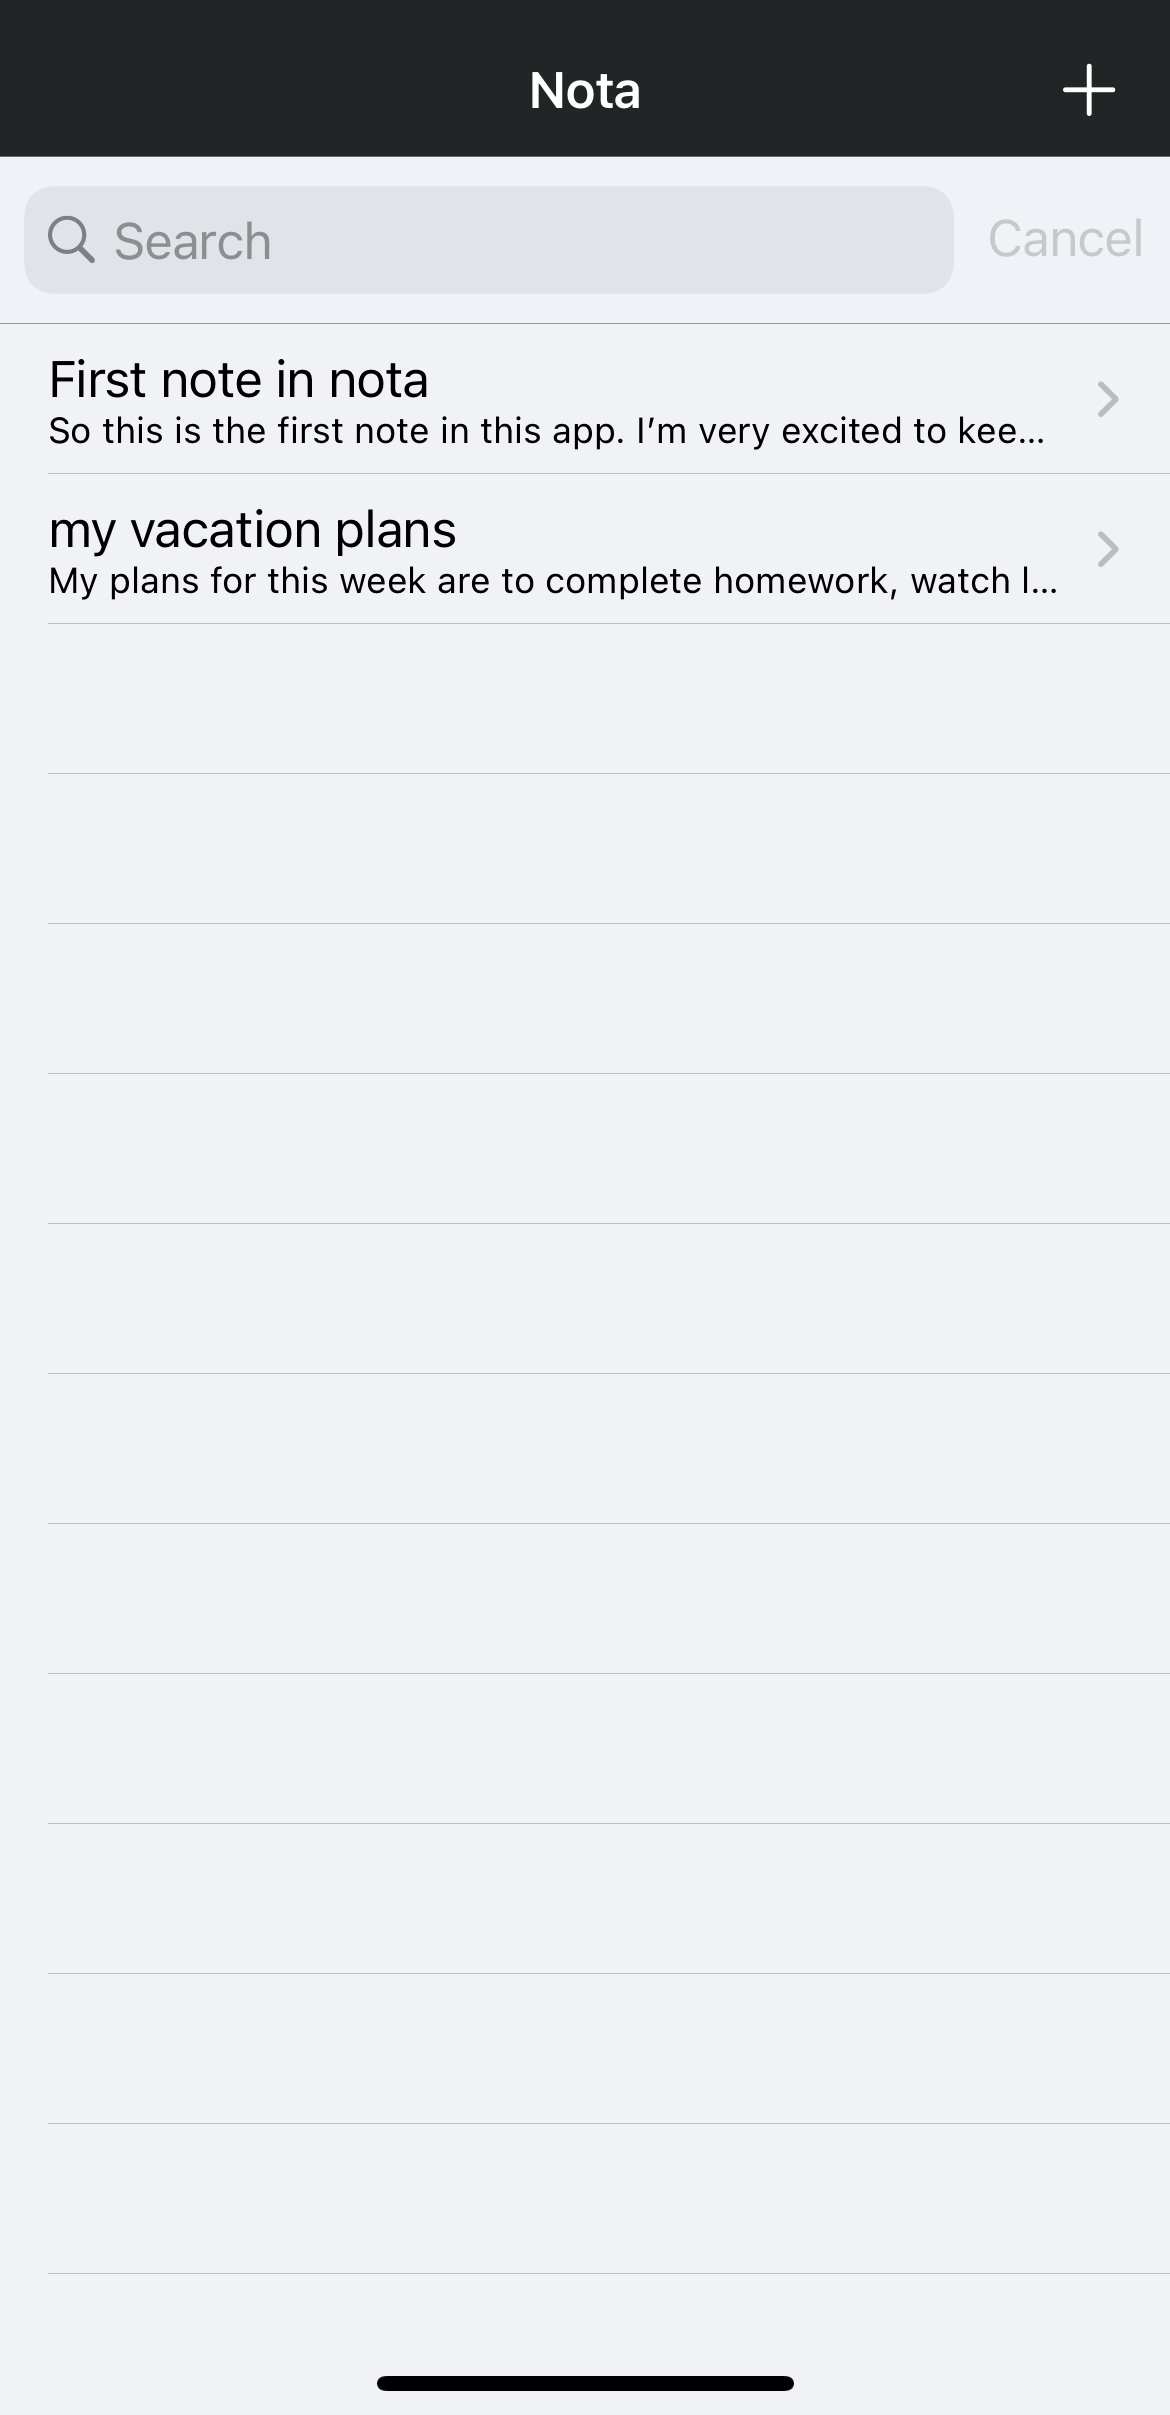 Nota
Search
Cancel
First note in nota
So this is the first note in this app. I’m very excited to kee...
my vacation plans
My plans for this week are to complete homework, watch l...